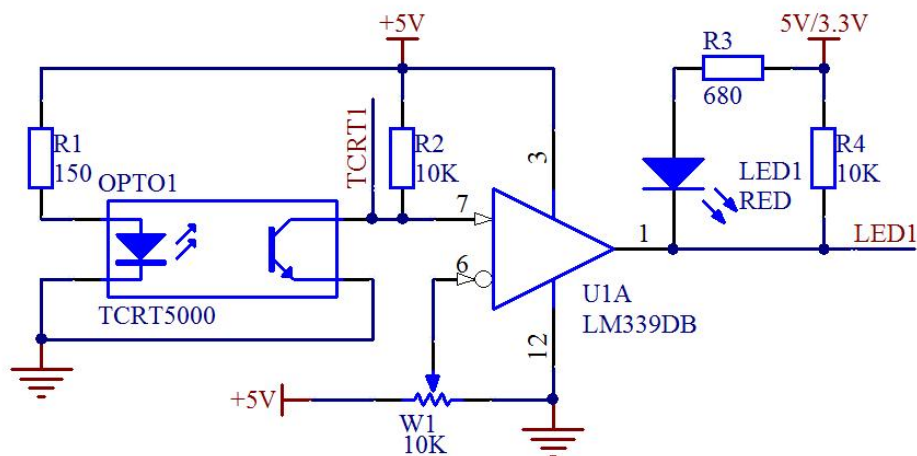 +5V
5V/3.3V
R3
680
R1
150
TCRT1
R2
10K
3
LED1
RED
R4
10K
OPTO1
7
6
1
LED1
TCRT5000
U1A
LM339DB
12
+5V
W1
10K